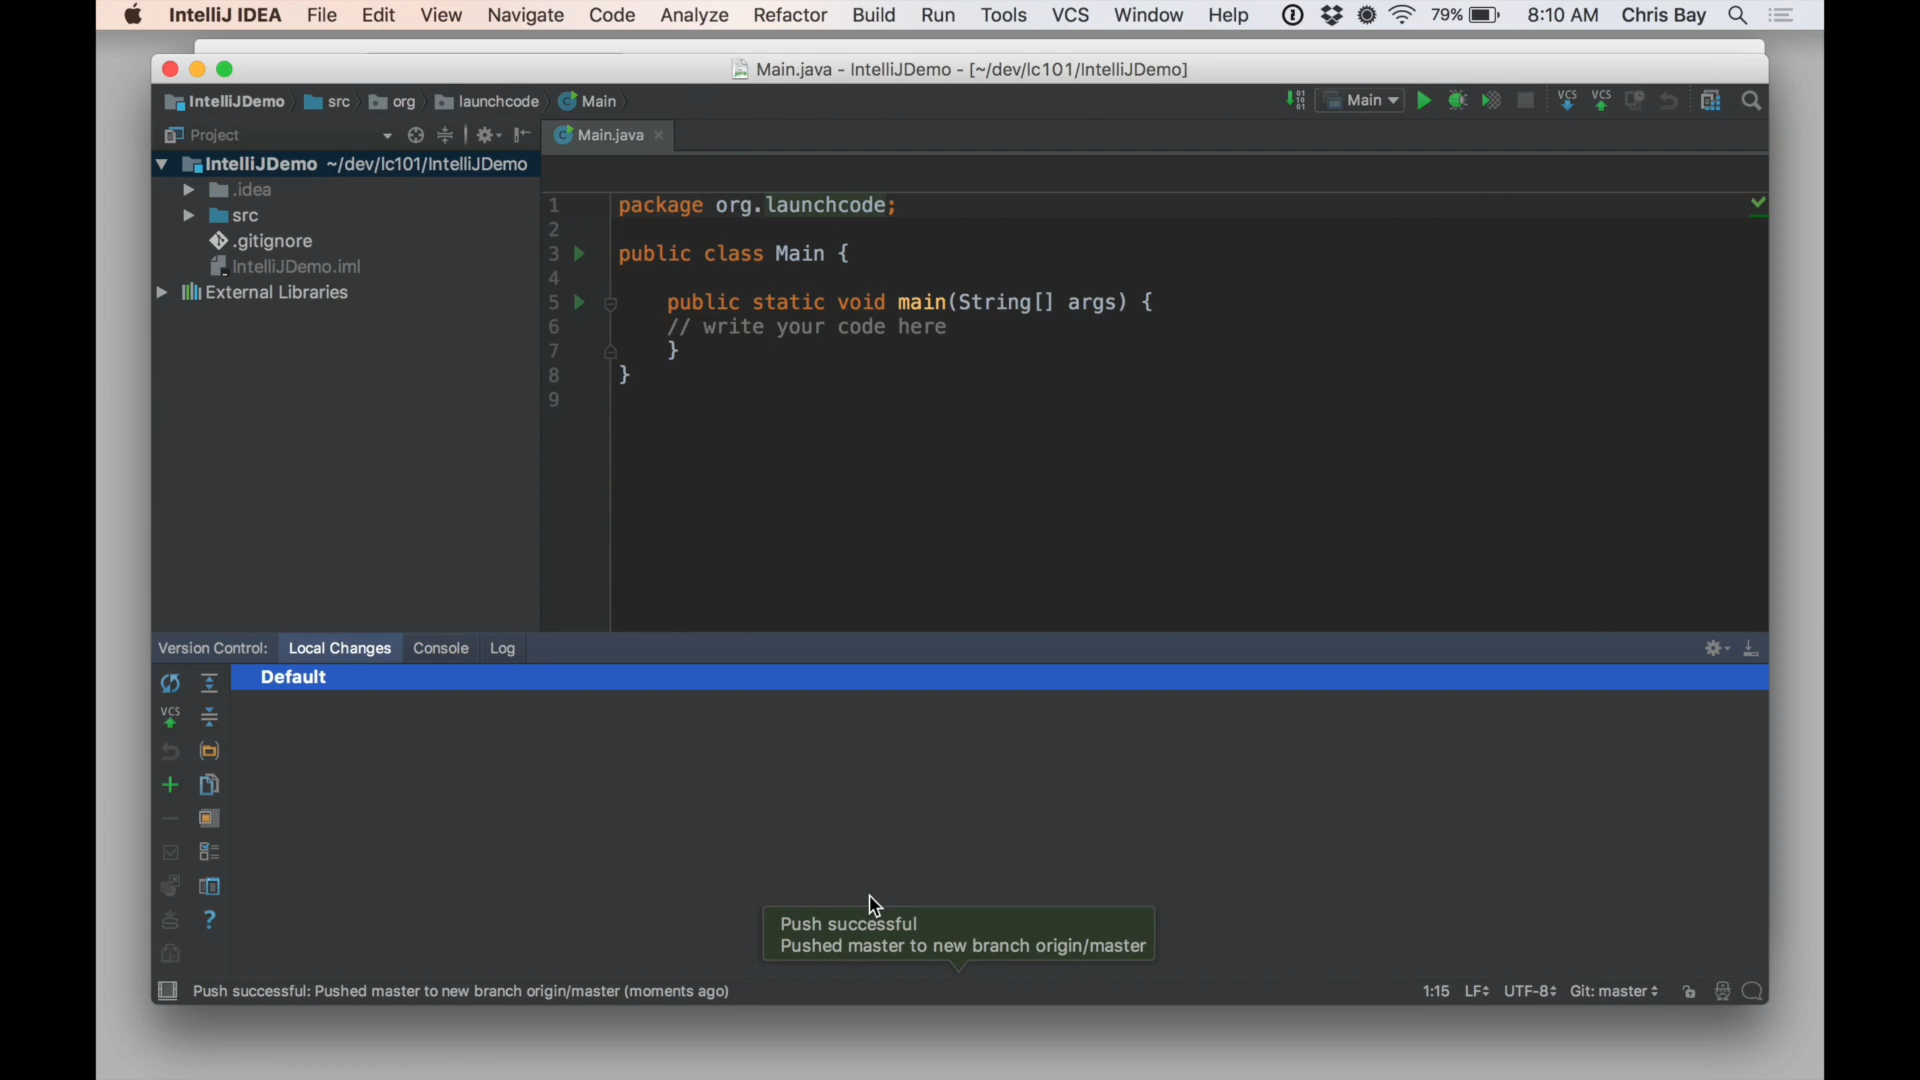 IntelliJ IDEA File Edit View Navigate Code Analyze Refactor Build Run Tools VCS Window Help 79% 8:10 AM Chris Bay
Main.java - IntelliJDemo - [~/dev/lc101/IntelliJDemo]
IntelliJDemo src org launchcode Main Main VCS VCS
Project Main.java
IntelliJDemo ~/dev/lc101/IntelliJDemo
.idea
src
.gitignore
IntelliJDemo.iml
External Libraries
1 package org.launchcode;
2
3 public class Main {
4
5 public static void main(String[] args) {
6 // write your code here
7 }
8 }
9
Version Control: Local Changes Console Log
Default
VCS
?
Push successful
Pushed master to new branch origin/master
Push successful: Pushed master to new branch origin/master (moments ago) 1:15 LF UTF-8 Git: master